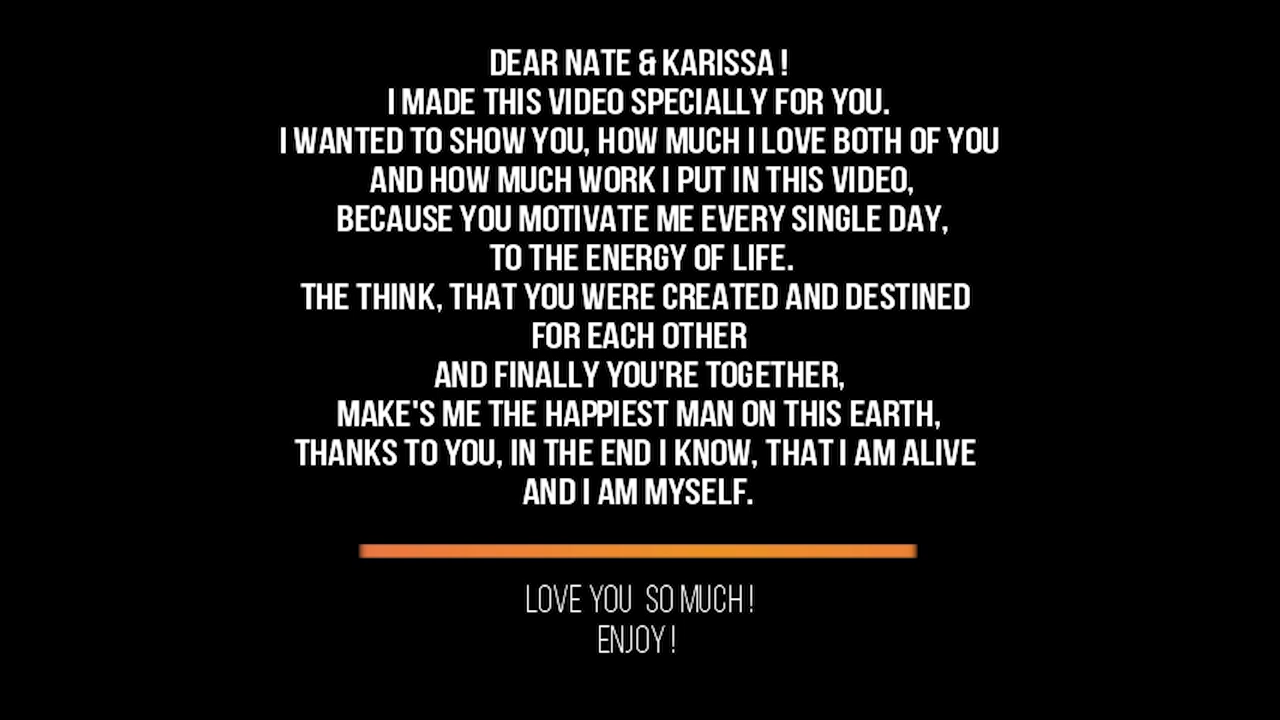 DEAR NATE & KARISSA !
I MADE THIS VIDEO SPECIALLY FOR YOU.
I WANTED TO SHOW YOU, HOW MUCH I LOVE BOTH OF YOU
AND HOW MUCH WORK I PUT IN THIS VIDEO,
BECAUSE YOU MOTIVATE ME EVERY SINGLE DAY,
TO THE ENERGY OF LIFE.
THE THINK, THAT YOU WERE CREATED AND DESTINED
FOR EACH OTHER
AND FINALLY YOU'RE TOGETHER,
MAKE'S ME THE HAPPIEST MAN ON THIS EARTH,
THANKS TO YOU, IN THE END I KNOW, THAT I AM ALIVE
AND I AM MYSELF.
LOVE YOU SO MUCH !
ENJOY !